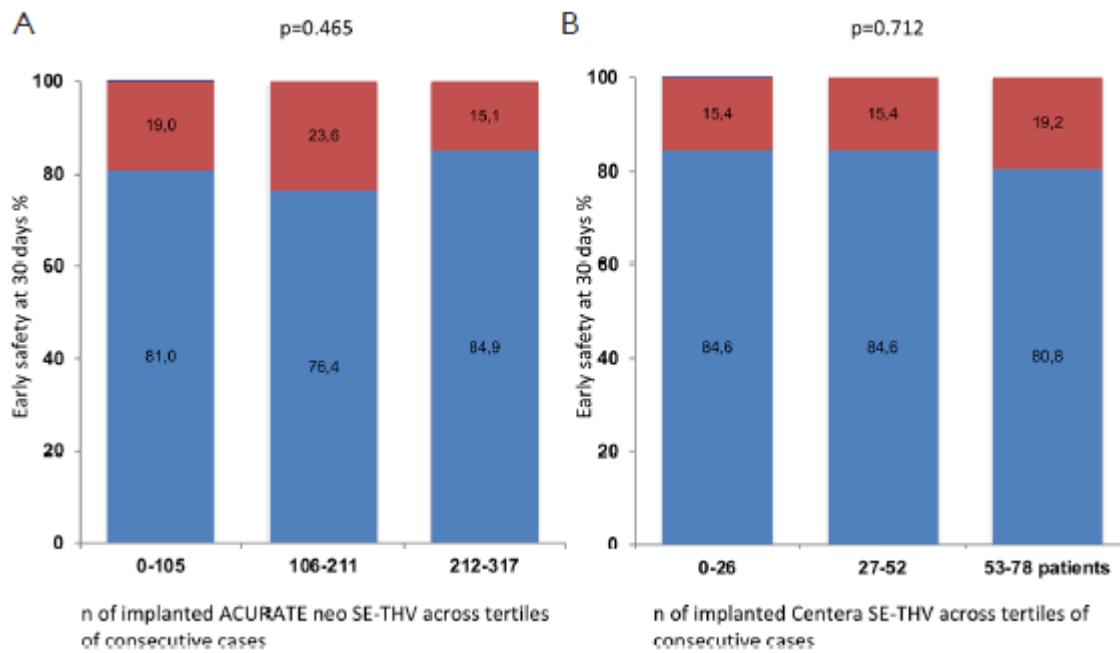 A
p=0.465
Early safety at 30 days %
100
80
60
40
20
0
19,0
23,6
15,1
81,0
76,4
84,9
0-105
106-211
212-317
n of implanted ACURATE neo SE-THV across tertiles
of consecutive cases
B
p=0.712
Early safety at 30 days %
100
80
60
40
20
0
15,4
15,4
19,2
84,6
84,6
80,8
0-26
27-52
53-78 patients
n of implanted Centera SE-THV across tertiles of
consecutive cases